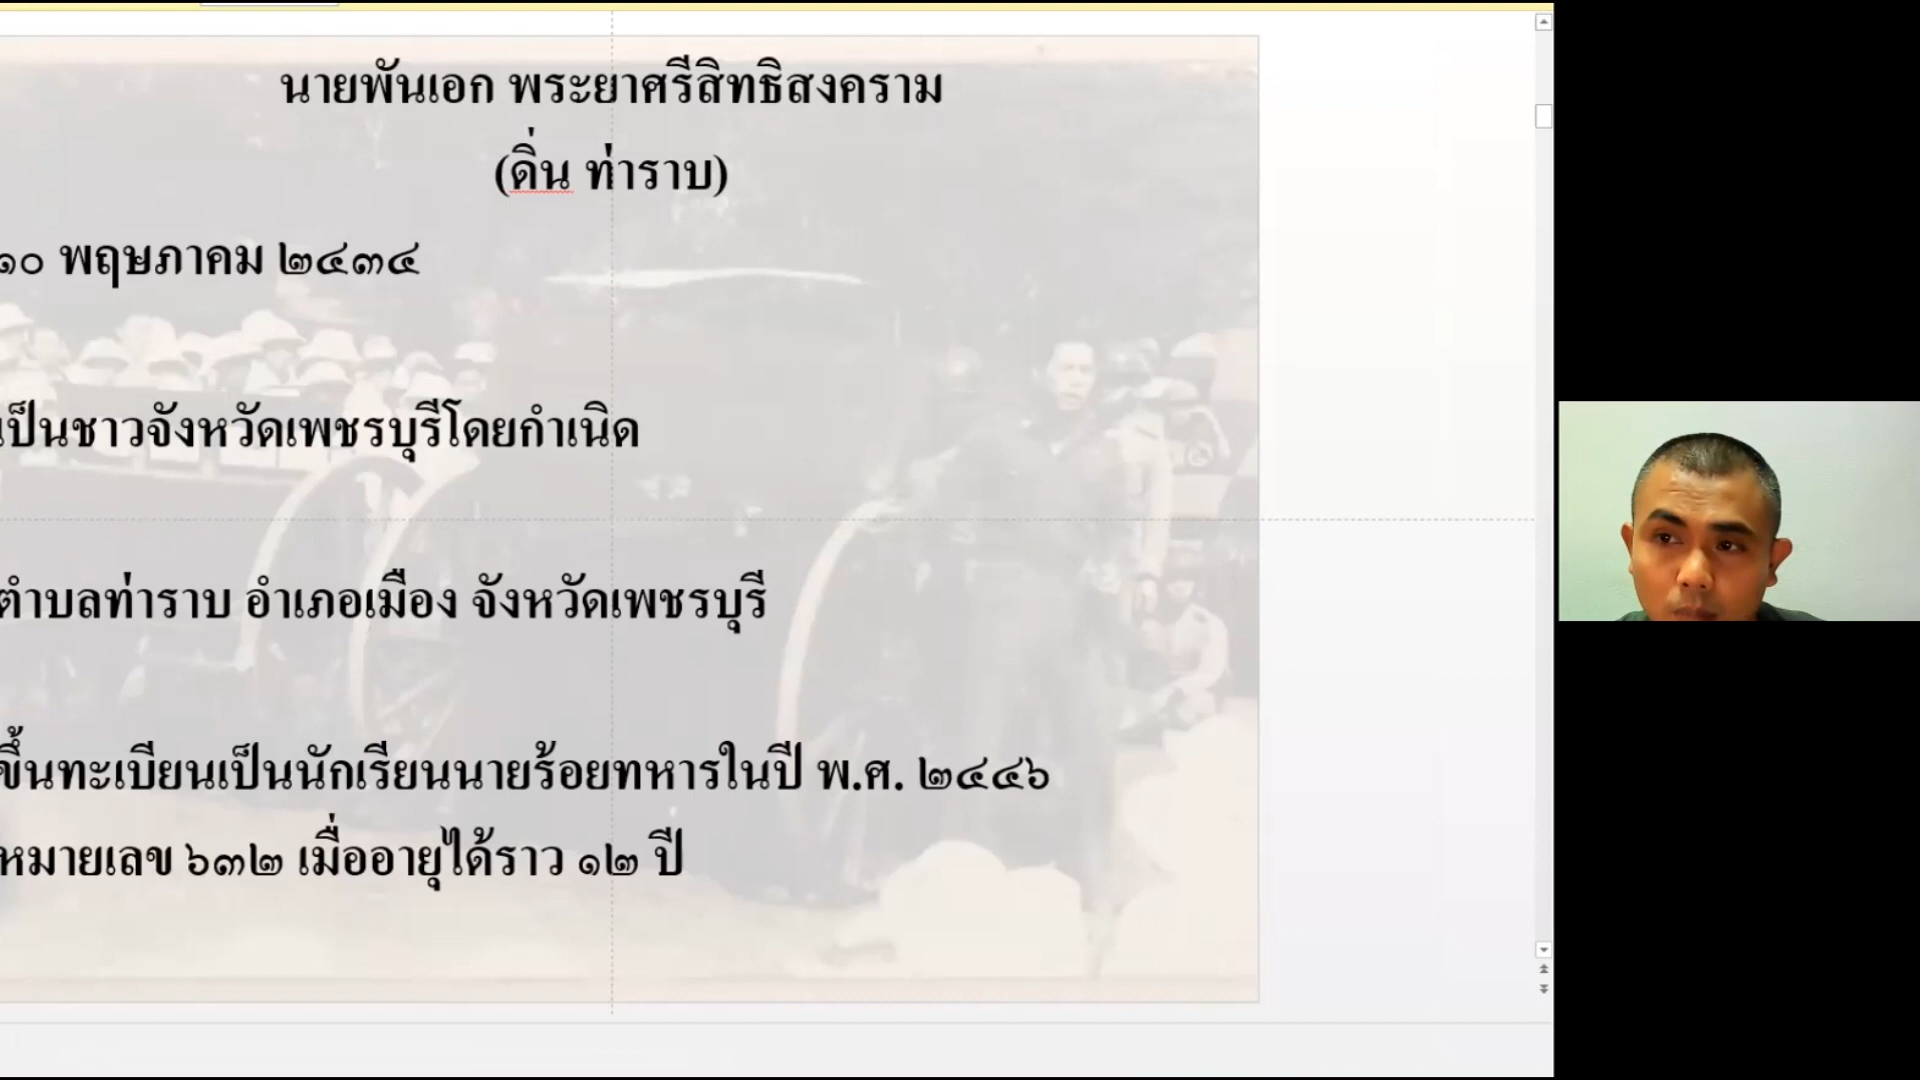 นายพันเอก พระยาศรีสิทธิสงคราม
(ดิ่น ท่าราบ)
๑๐ พฤษภาคม ๒๔๓๔
เป็นชาวจังหวัดเพชรบุรีโดยกำเนิด
ตำบลท่าราบ อำเภอเมือง จังหวัดเพชรบุรี
ขึ้นทะเบียนเป็นนักเรียนนายร้อยทหารในปี พ.ศ. ๒๔๔๖
หมายเลข ๖๓๒ เมื่ออายุได้ราว ๑๒ ปี